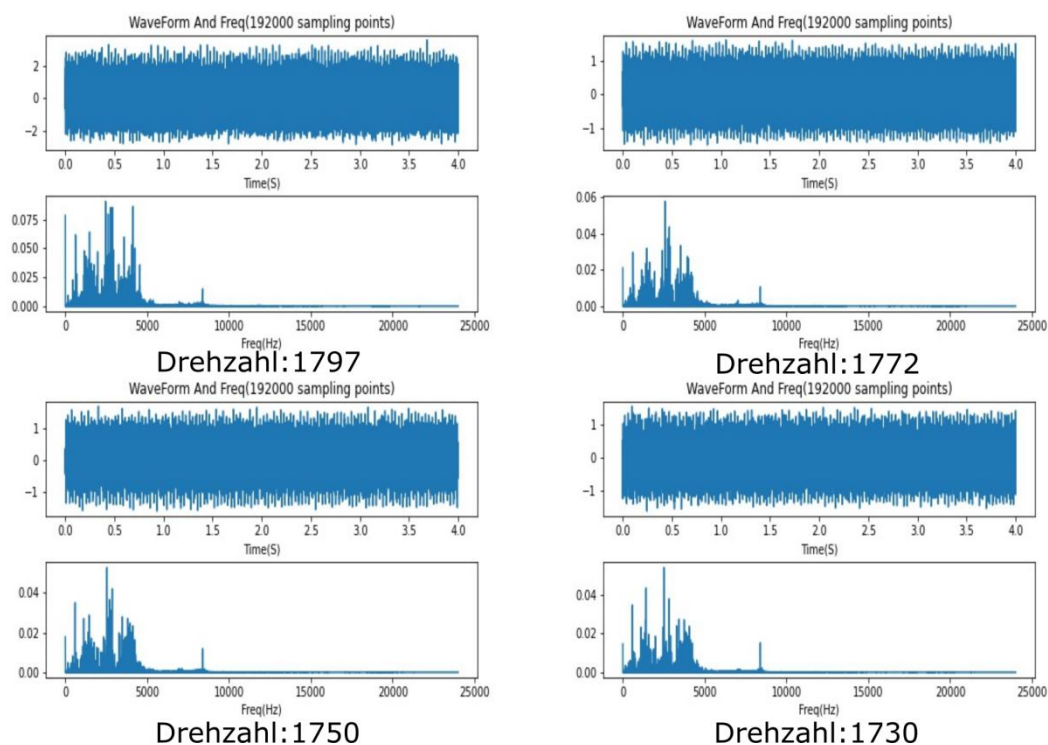 WaveForm And Freq(192000 sampling points)
2
0
−2
0.0 0.5 1.0 1.5 2.0 2.5 3.0 3.5 4.0
Time(S)
0.075
0.050
0.025
0.000
0 5000 10000 15000 20000 25000
Freq(Hz)
Drehzahl:1797
WaveForm And Freq(192000 sampling points)
1
0
−1
0.0 0.5 1.0 1.5 2.0 2.5 3.0 3.5 4.0
Time(S)
0.06
0.04
0.02
0.00
0 5000 10000 15000 20000 25000
Freq(Hz)
Drehzahl:1772
WaveForm And Freq(192000 sampling points)
1
0
−1
0.0 0.5 1.0 1.5 2.0 2.5 3.0 3.5 4.0
Time(S)
0.04
0.02
0.00
0 5000 10000 15000 20000 25000
Freq(Hz)
Drehzahl:1750
WaveForm And Freq(192000 sampling points)
1
0
−1
0.0 0.5 1.0 1.5 2.0 2.5 3.0 3.5 4.0
Time(S)
0.04
0.02
0.00
0 5000 10000 15000 20000 25000
Freq(Hz)
Drehzahl:1730